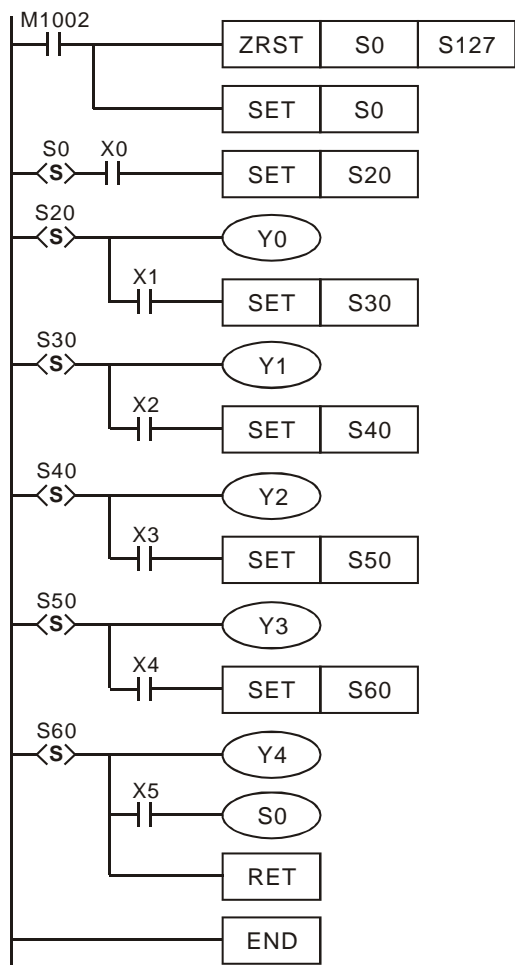 M1002
ZRST S0 S127
SET S0
S0 X0
S SET S20
S20
S Y0
X1
SET S30
S30
S Y1
X2
SET S40
S40
S Y2
X3
SET S50
S50
S Y3
X4
SET S60
S60
S Y4
X5
S0
RET
END